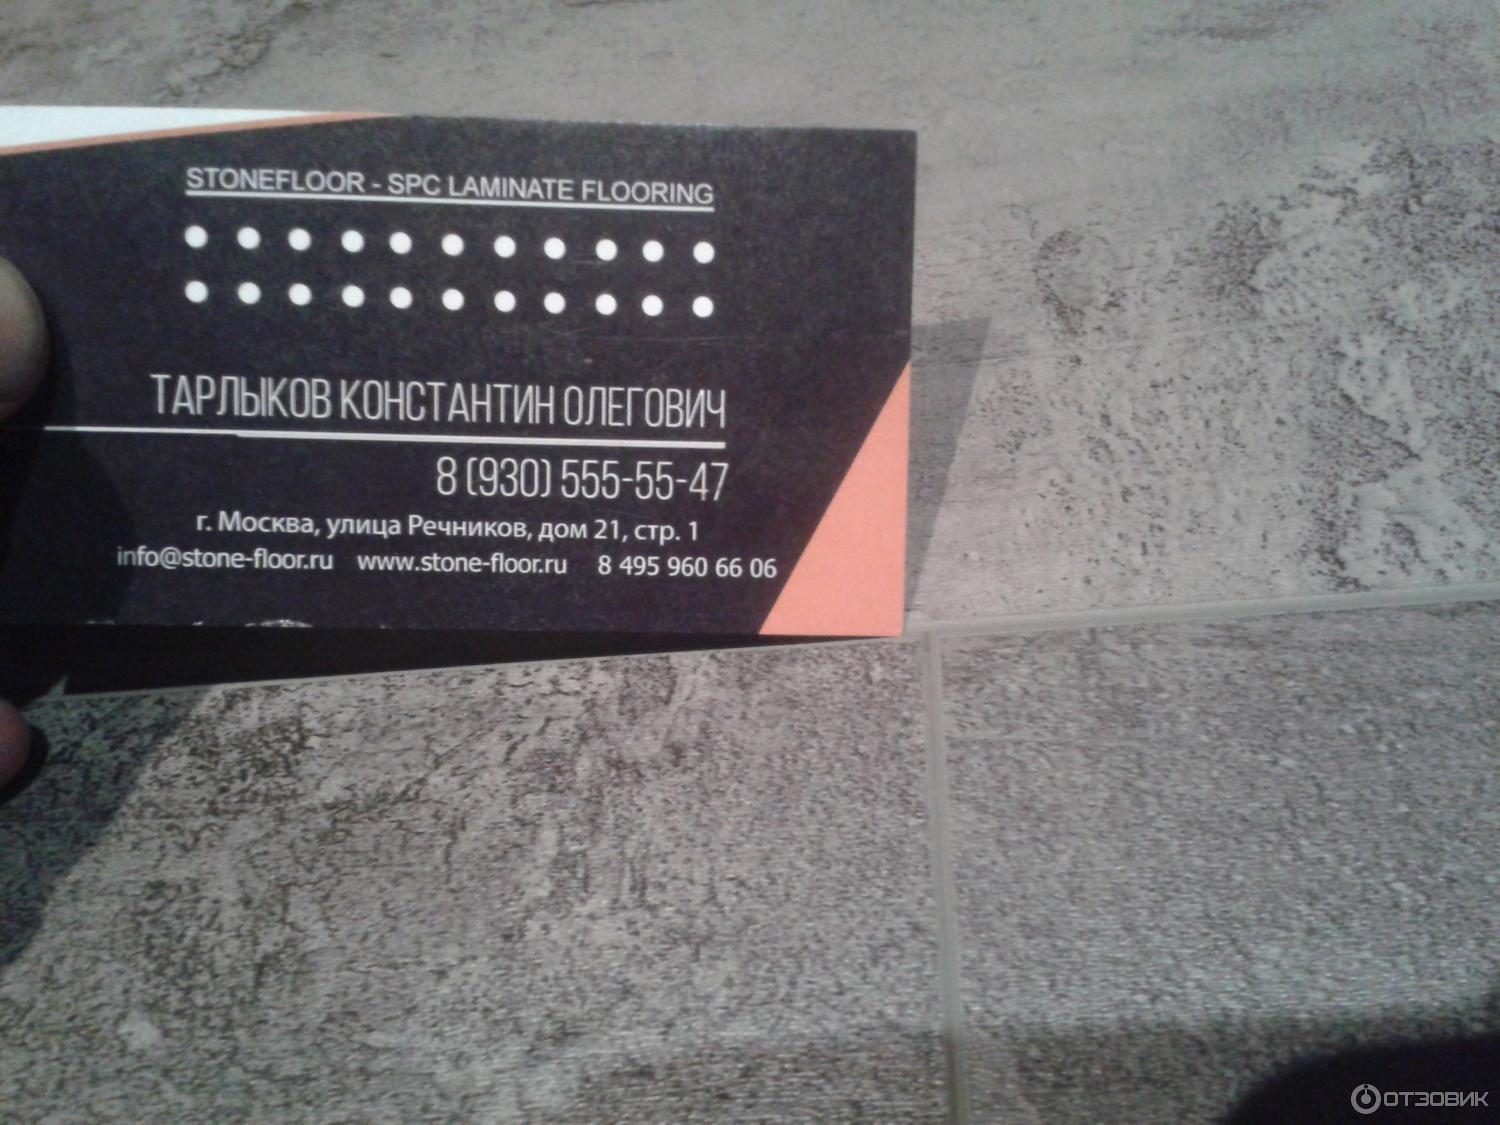 STONEFLOOR - SPC LAMINATE FLOORING
ТАРЛЫКОВ КОНСТАНТИН ОЛЕГОВИЧ
8 (930) 555-55-47
г. Москва, улица Речников, дом 21, стр. 1
info@stone-floor.ru www.stone-floor.ru 8 495 960 66 06
ОТЗОВИК